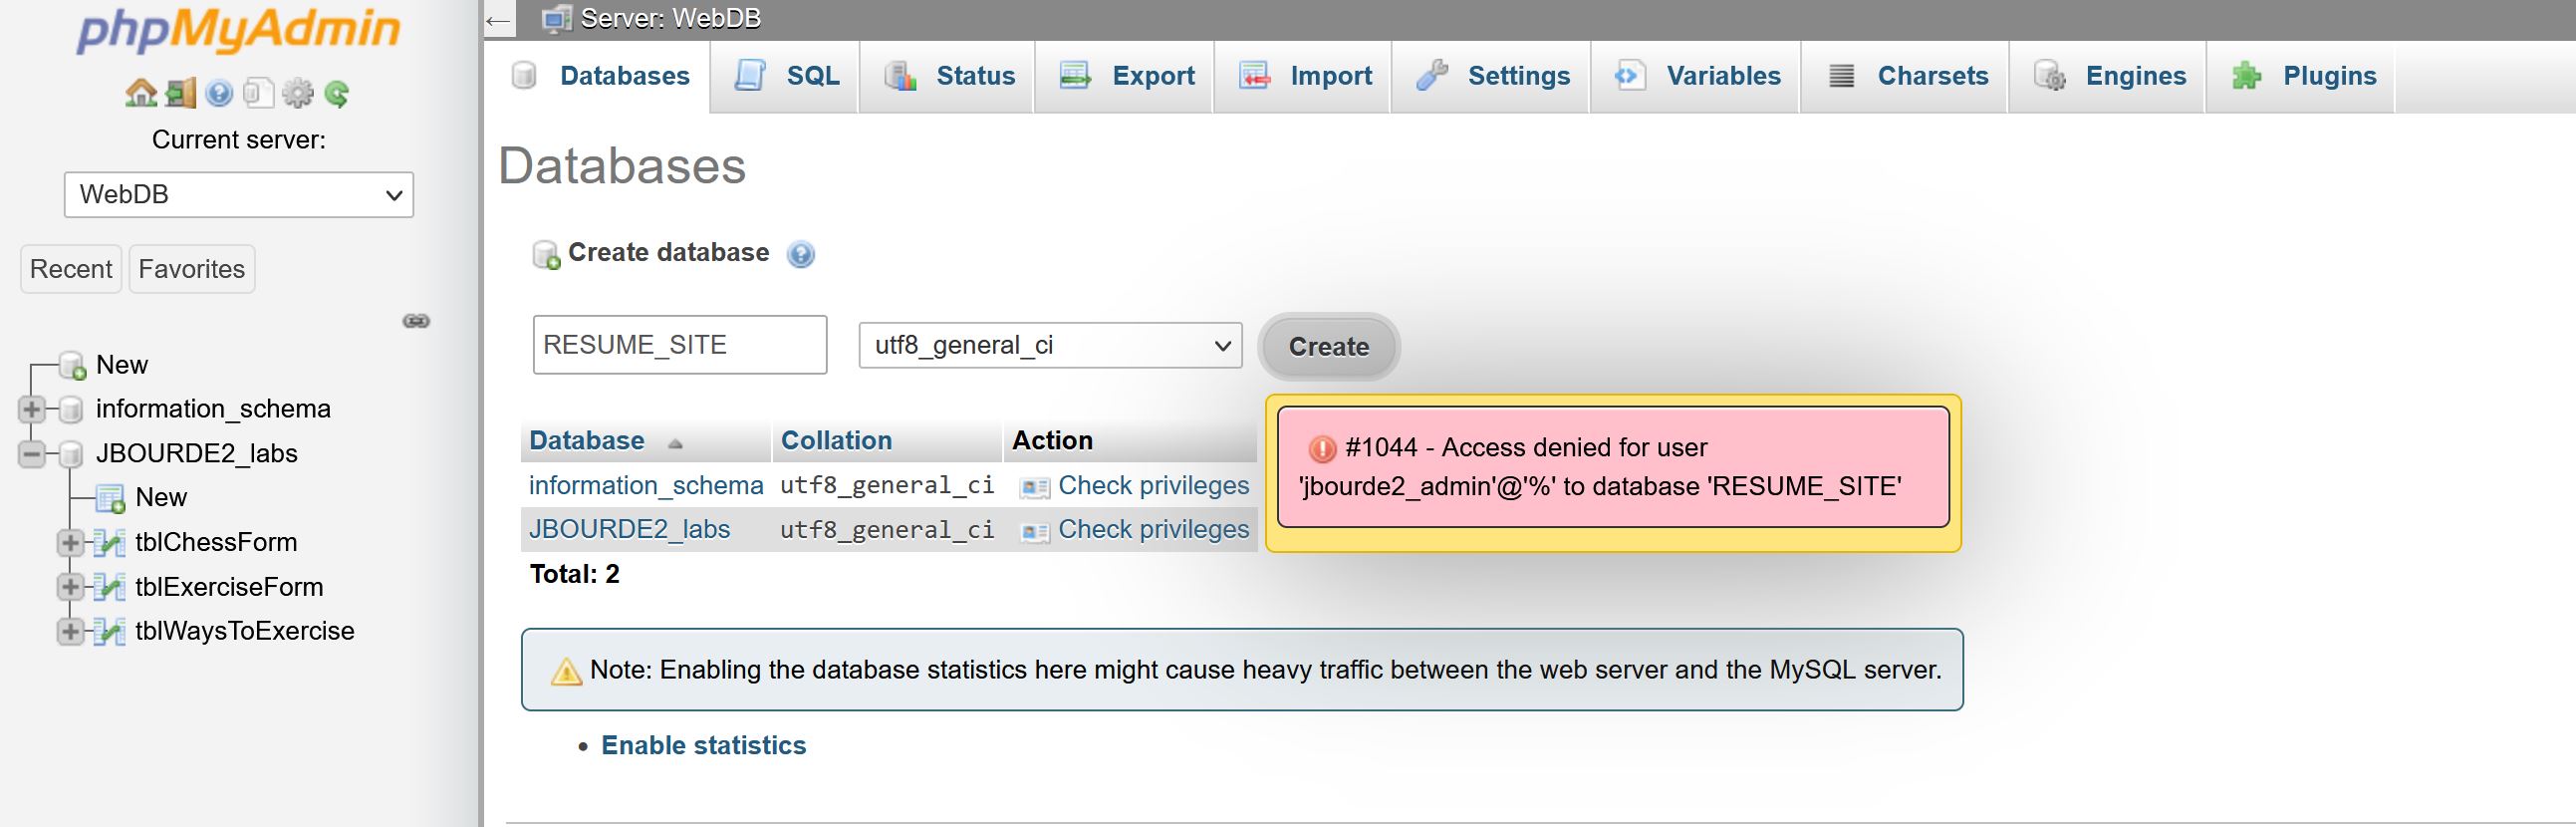 phpMyAdmin
Current server:
WebDB
Recent Favorites
New
information_schema
JBOURDE2_labs
New
tblChessForm
tblExerciseForm
tblWaysToExercise
Server: WebDB
Databases SQL Status Export Import Settings Variables Charsets Engines Plugins
Databases
Create database
RESUME_SITE utf8_general_ci Create
Database Collation Action
information_schema utf8_general_ci Check privileges
JBOURDE2_labs utf8_general_ci Check privileges
Total: 2
#1044 - Access denied for user
'jbourde2_admin'@'%' to database 'RESUME_SITE'
Note: Enabling the database statistics here might cause heavy traffic between the web server and the MySQL server.
• Enable statistics